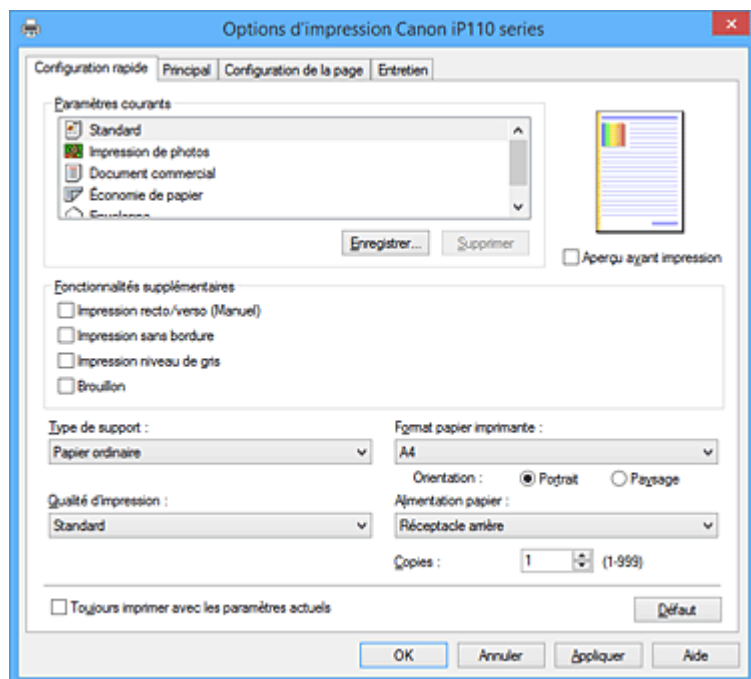 Options d'impression Canon iP110 series
Configuration rapide Principal Configuration de la page Entretien
Paramètres courants
Standard
Impression de photos
Document commercial
Économie de papier
Enveloppe
Enregistrer... Supprimer
Aperçu avant impression
Fonctionnalités supplémentaires
Impression recto/verso (Manuel)
Impression sans bordure
Impression niveau de gris
Brouillon
Type de support :
Papier ordinaire
Format papier imprimante :
A4
Orientation : Portrait Paysage
Qualité d'impression :
Standard
Alimentation papier :
Réceptacle arrière
Copies : 1 (1-999)
Toujours imprimer avec les paramètres actuels
Défaut
OK Annuler Appliquer Aide